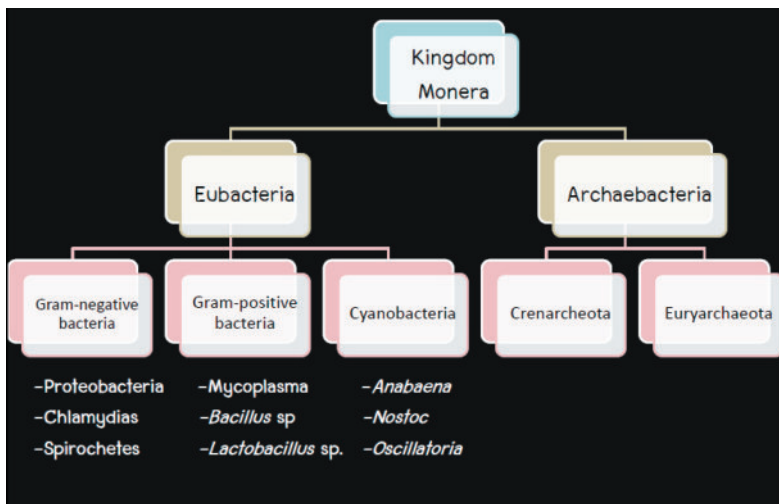 Kingdom
Monera
Eubacteria
Archaebacteria
Gram-negative
bacteria
Gram-positive
bacteria
Cyanobacteria
Crenarcheota
Euryarchaeota
-Proteobacteria
-Chlamydias
-Spirochetes
-Mycoplasma
-Bacillus sp
-Lactobacillus sp.
-Anabaena
-Nostoc
-Oscillatoria